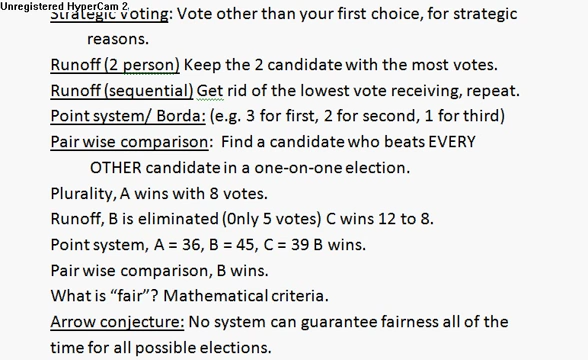 Unregistered HyperCam 2
Strategic Voting: Vote other than your first choice, for strategic
reasons.
Runoff (2 person) Keep the 2 candidate with the most votes.
Runoff (sequential) Get rid of the lowest vote receiving, repeat.
Point system/ Borda: (e.g. 3 for first, 2 for second, 1 for third)
Pair wise comparison: Find a candidate who beats EVERY
OTHER candidate in a one-on-one election.
Plurality, A wins with 8 votes.
Runoff, B is eliminated (0nly 5 votes) C wins 12 to 8.
Point system, A = 36, B = 45, C = 39 B wins.
Pair wise comparison, B wins.
What is “fair”? Mathematical criteria.
Arrow conjecture: No system can guarantee fairness all of the
time for all possible elections.